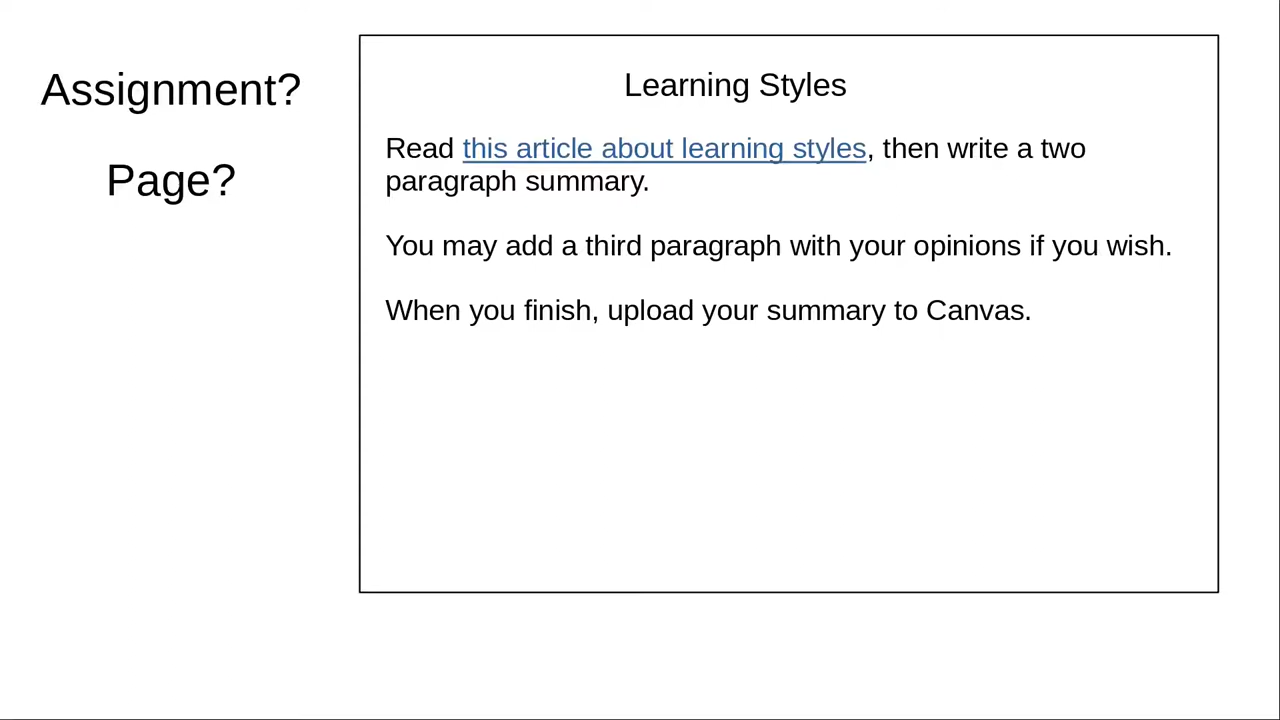 Assignment?
Page?
Learning Styles
Read this article about learning styles, then write a two
paragraph summary.
You may add a third paragraph with your opinions if you wish.
When you finish, upload your summary to Canvas.